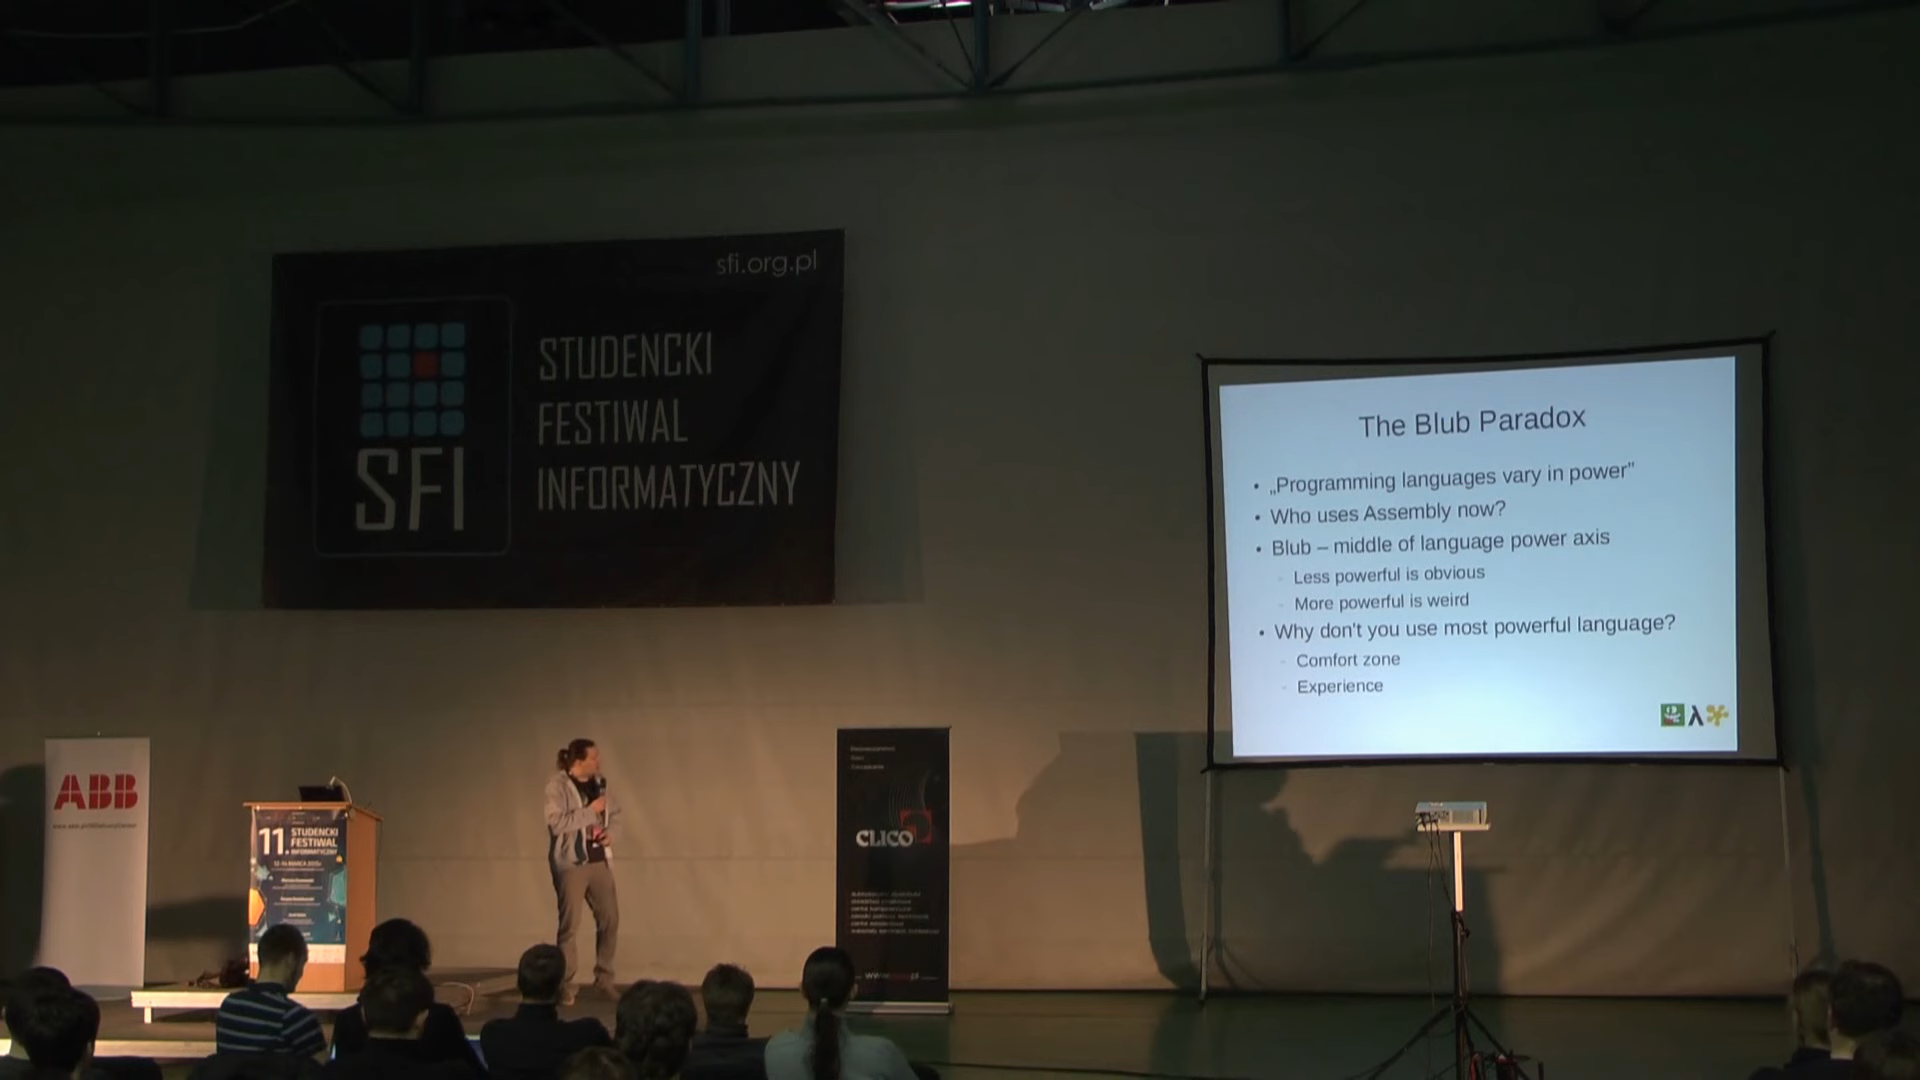 sfi.org.pl
STUDENCKI
FESTIWAL
INFORMATYCZNY
SFI
The Blub Paradox
• „Programming languages vary in power”
• Who uses Assembly now?
• Blub – middle of language power axis
- Less powerful is obvious
- More powerful is weird
• Why don't you use most powerful language?
- Comfort zone
- Experience
λ
ABB
11.
STUDENCKI
FESTIWAL
INFORMATYCZNY
CLICO